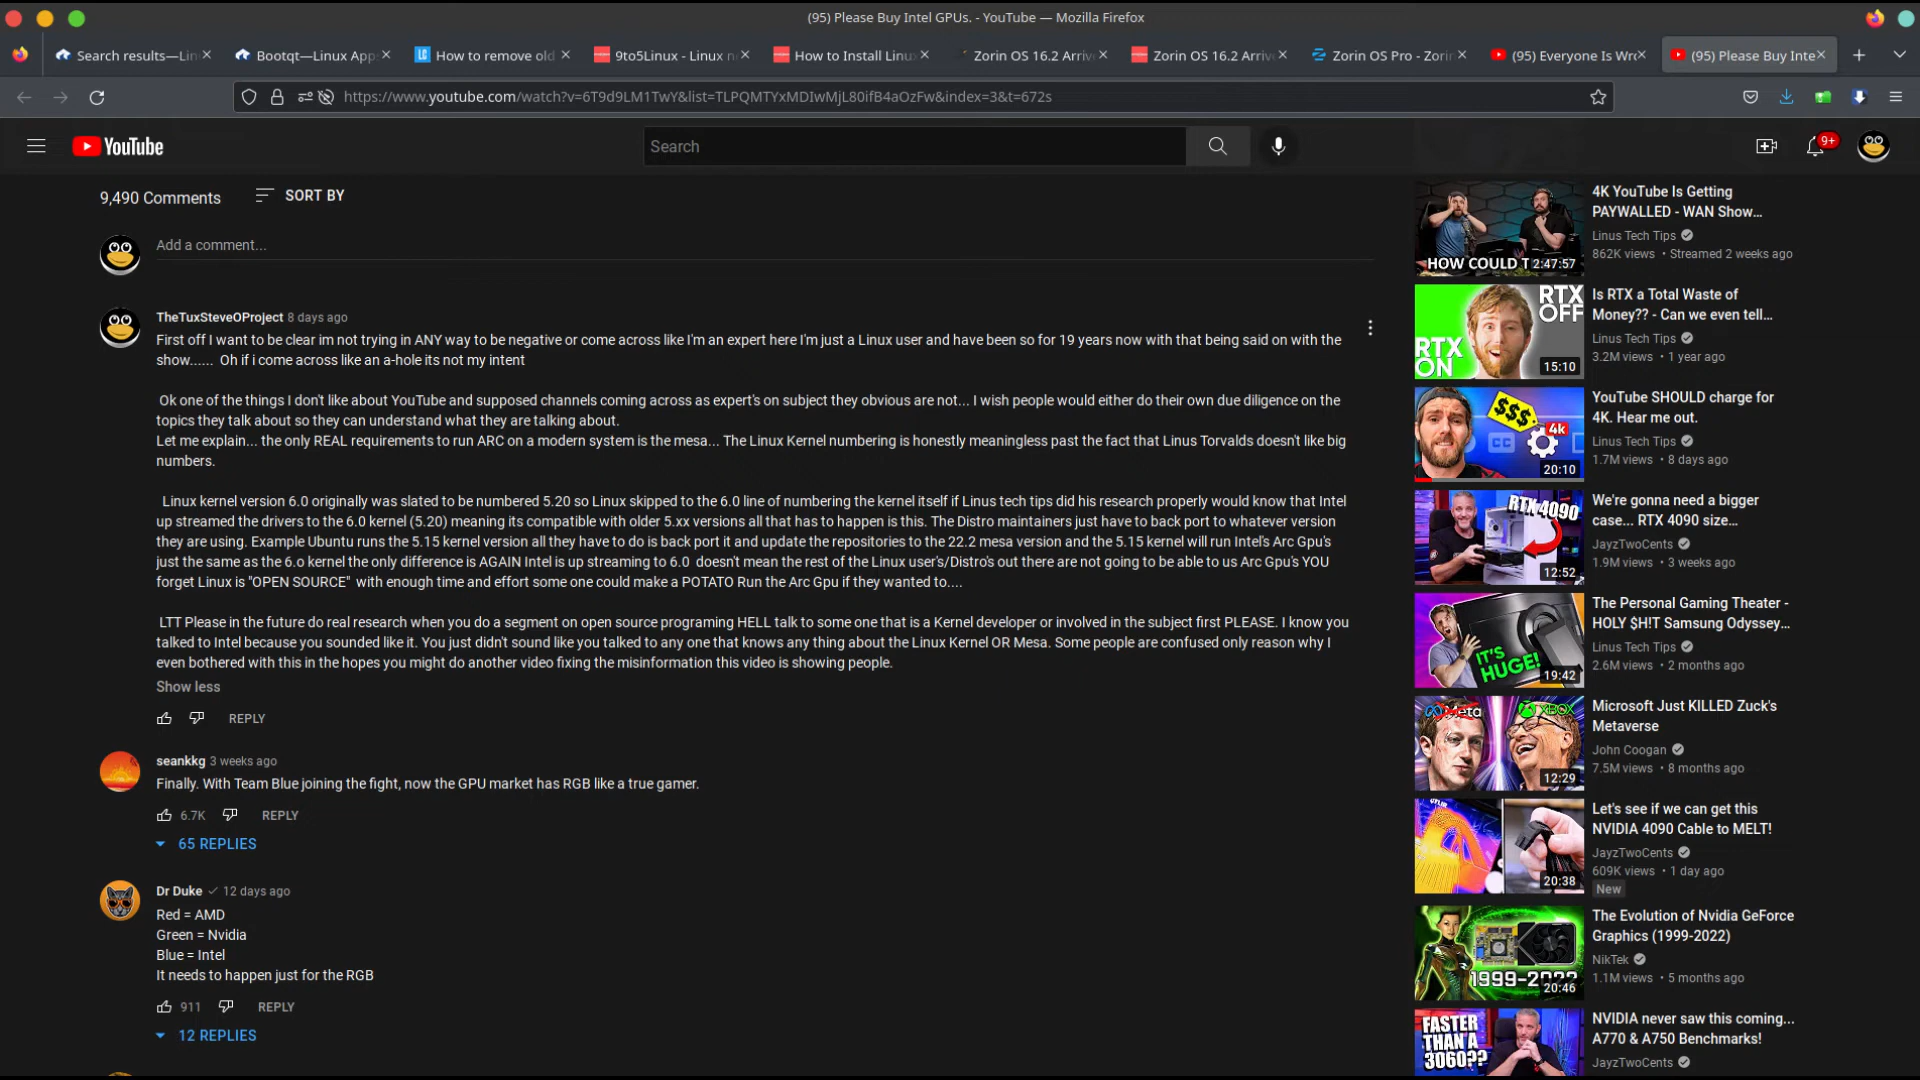 (95) Please Buy Intel GPUs. - YouTube — Mozilla Firefox
Search results—Lin
Bootqt—Linux Apps
How to remove old
9to5Linux - Linux n
How to Install Linux
Zorin OS 16.2 Arriv
Zorin OS 16.2 Arrive
Zorin OS Pro - Zorin
(95) Everyone Is Wro
(95) Please Buy Inte
https://www.youtube.com/watch?v=6T9d9LM1TwY&list=TLPQMTYxMDIwMjL80ifB4aOzFw&index=3&t=672s
YouTube
Search
9+
9,490 Comments
SORT BY
Add a comment...
TheTuxSteveOProject 8 days ago
First off I want to be clear im not trying in ANY way to be negative or come across like I'm an expert here I'm just a Linux user and have been so for 19 years now with that being said on with the
show...... Oh if i come across like an a-hole its not my intent
Ok one of the things I don't like about YouTube and supposed channels coming across as expert's on subject they obvious are not... I wish people would either do their own due diligence on the
topics they talk about so they can understand what they are talking about.
Let me explain... the only REAL requirements to run ARC on a modern system is the mesa... The Linux Kernel numbering is honestly meaningless past the fact that Linus Torvalds doesn't like big
numbers.
Linux kernel version 6.0 originally was slated to be numbered 5.20 so Linux skipped to the 6.0 line of numbering the kernel itself if Linus tech tips did his research properly would know that Intel
up streamed the drivers to the 6.0 kernel (5.20) meaning its compatible with older 5.xx versions all that has to happen is this. The Distro maintainers just have to back port to whatever version
they are using. Example Ubuntu runs the 5.15 kernel version all they have to do is back port it and update the repositories to the 22.2 mesa version and the 5.15 kernel will run Intel's Arc Gpu's
just the same as the 6.o kernel the only difference is AGAIN Intel is up streaming to 6.0 doesn't mean the rest of the Linux user's/Distro's out there are not going to be able to us Arc Gpu's YOU
forget Linux is "OPEN SOURCE" with enough time and effort some one could make a POTATO Run the Arc Gpu if they wanted to....
LTT Please in the future do real research when you do a segment on open source programing HELL talk to some one that is a Kernel developer or involved in the subject first PLEASE. I know you
talked to Intel because you sounded like it. You just didn't sound like you talked to any one that knows any thing about the Linux Kernel OR Mesa. Some people are confused only reason why I
even bothered with this in the hopes you might do another video fixing the misinformation this video is showing people.
Show less
REPLY
seankkg 3 weeks ago
Finally. With Team Blue joining the fight, now the GPU market has RGB like a true gamer.
6.7K REPLY
65 REPLIES
Dr Duke 12 days ago
Red = AMD
Green = Nvidia
Blue = Intel
It needs to happen just for the RGB
911 REPLY
12 REPLIES
HOW COULD T
2:47:57
4K YouTube Is Getting
PAYWALLED - WAN Show...
Linus Tech Tips
862K views • Streamed 2 weeks ago
RTX
OFF
RTX
ON
15:10
Is RTX a Total Waste of
Money?? - Can we even tell...
Linus Tech Tips
3.2M views • 1 year ago
$$$
CC
4k
20:10
YouTube SHOULD charge for
4K. Hear me out.
Linus Tech Tips
1.7M views • 8 days ago
RTX 4090
12:52
We're gonna need a bigger
case... RTX 4090 size...
JayzTwoCents
1.9M views • 3 weeks ago
IT'S
HUGE!
19:42
The Personal Gaming Theater -
HOLY $H!T Samsung Odyssey...
Linus Tech Tips
2.6M views • 2 months ago
Meta
XBOX
12:29
Microsoft Just KILLED Zuck's
Metaverse
John Coogan
7.5M views • 8 months ago
20:38
Let's see if we can get this
NVIDIA 4090 Cable to MELT!
JayzTwoCents
609K views • 1 day ago
New
1999-2022
20:46
The Evolution of Nvidia GeForce
Graphics (1999-2022)
NikTek
1.1M views • 5 months ago
FASTER
THAN A
3060??
NVIDIA never saw this coming...
A770 & A750 Benchmarks!
JayzTwoCents